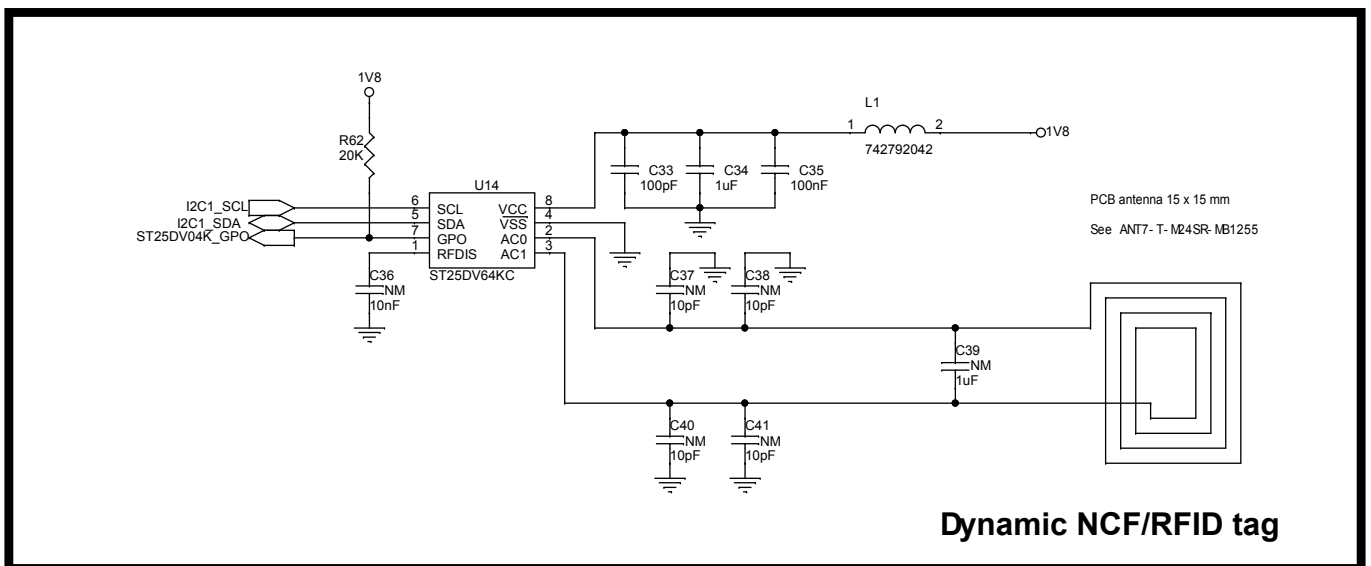 1V8
L1
1 2
1V8
742792042
R62
20K
C33
100pF
C34
1uF
C35
100nF
U14
I2C1_SCL
I2C1_SDA
ST25DV04K_GPO
6 SCL VCC 8
5 SDA VSS 4
7 GPO AC0 2
1 RFDIS AC1 3
ST25DV64KC
PCB antenna 15 x 15 mm
See ANT7-T-M24SR-MB1255
C36
NM
10nF
C37
NM
10pF
C38
NM
10pF
C39
NM
1uF
C40
NM
10pF
C41
NM
10pF
Dynamic NCF/RFID tag